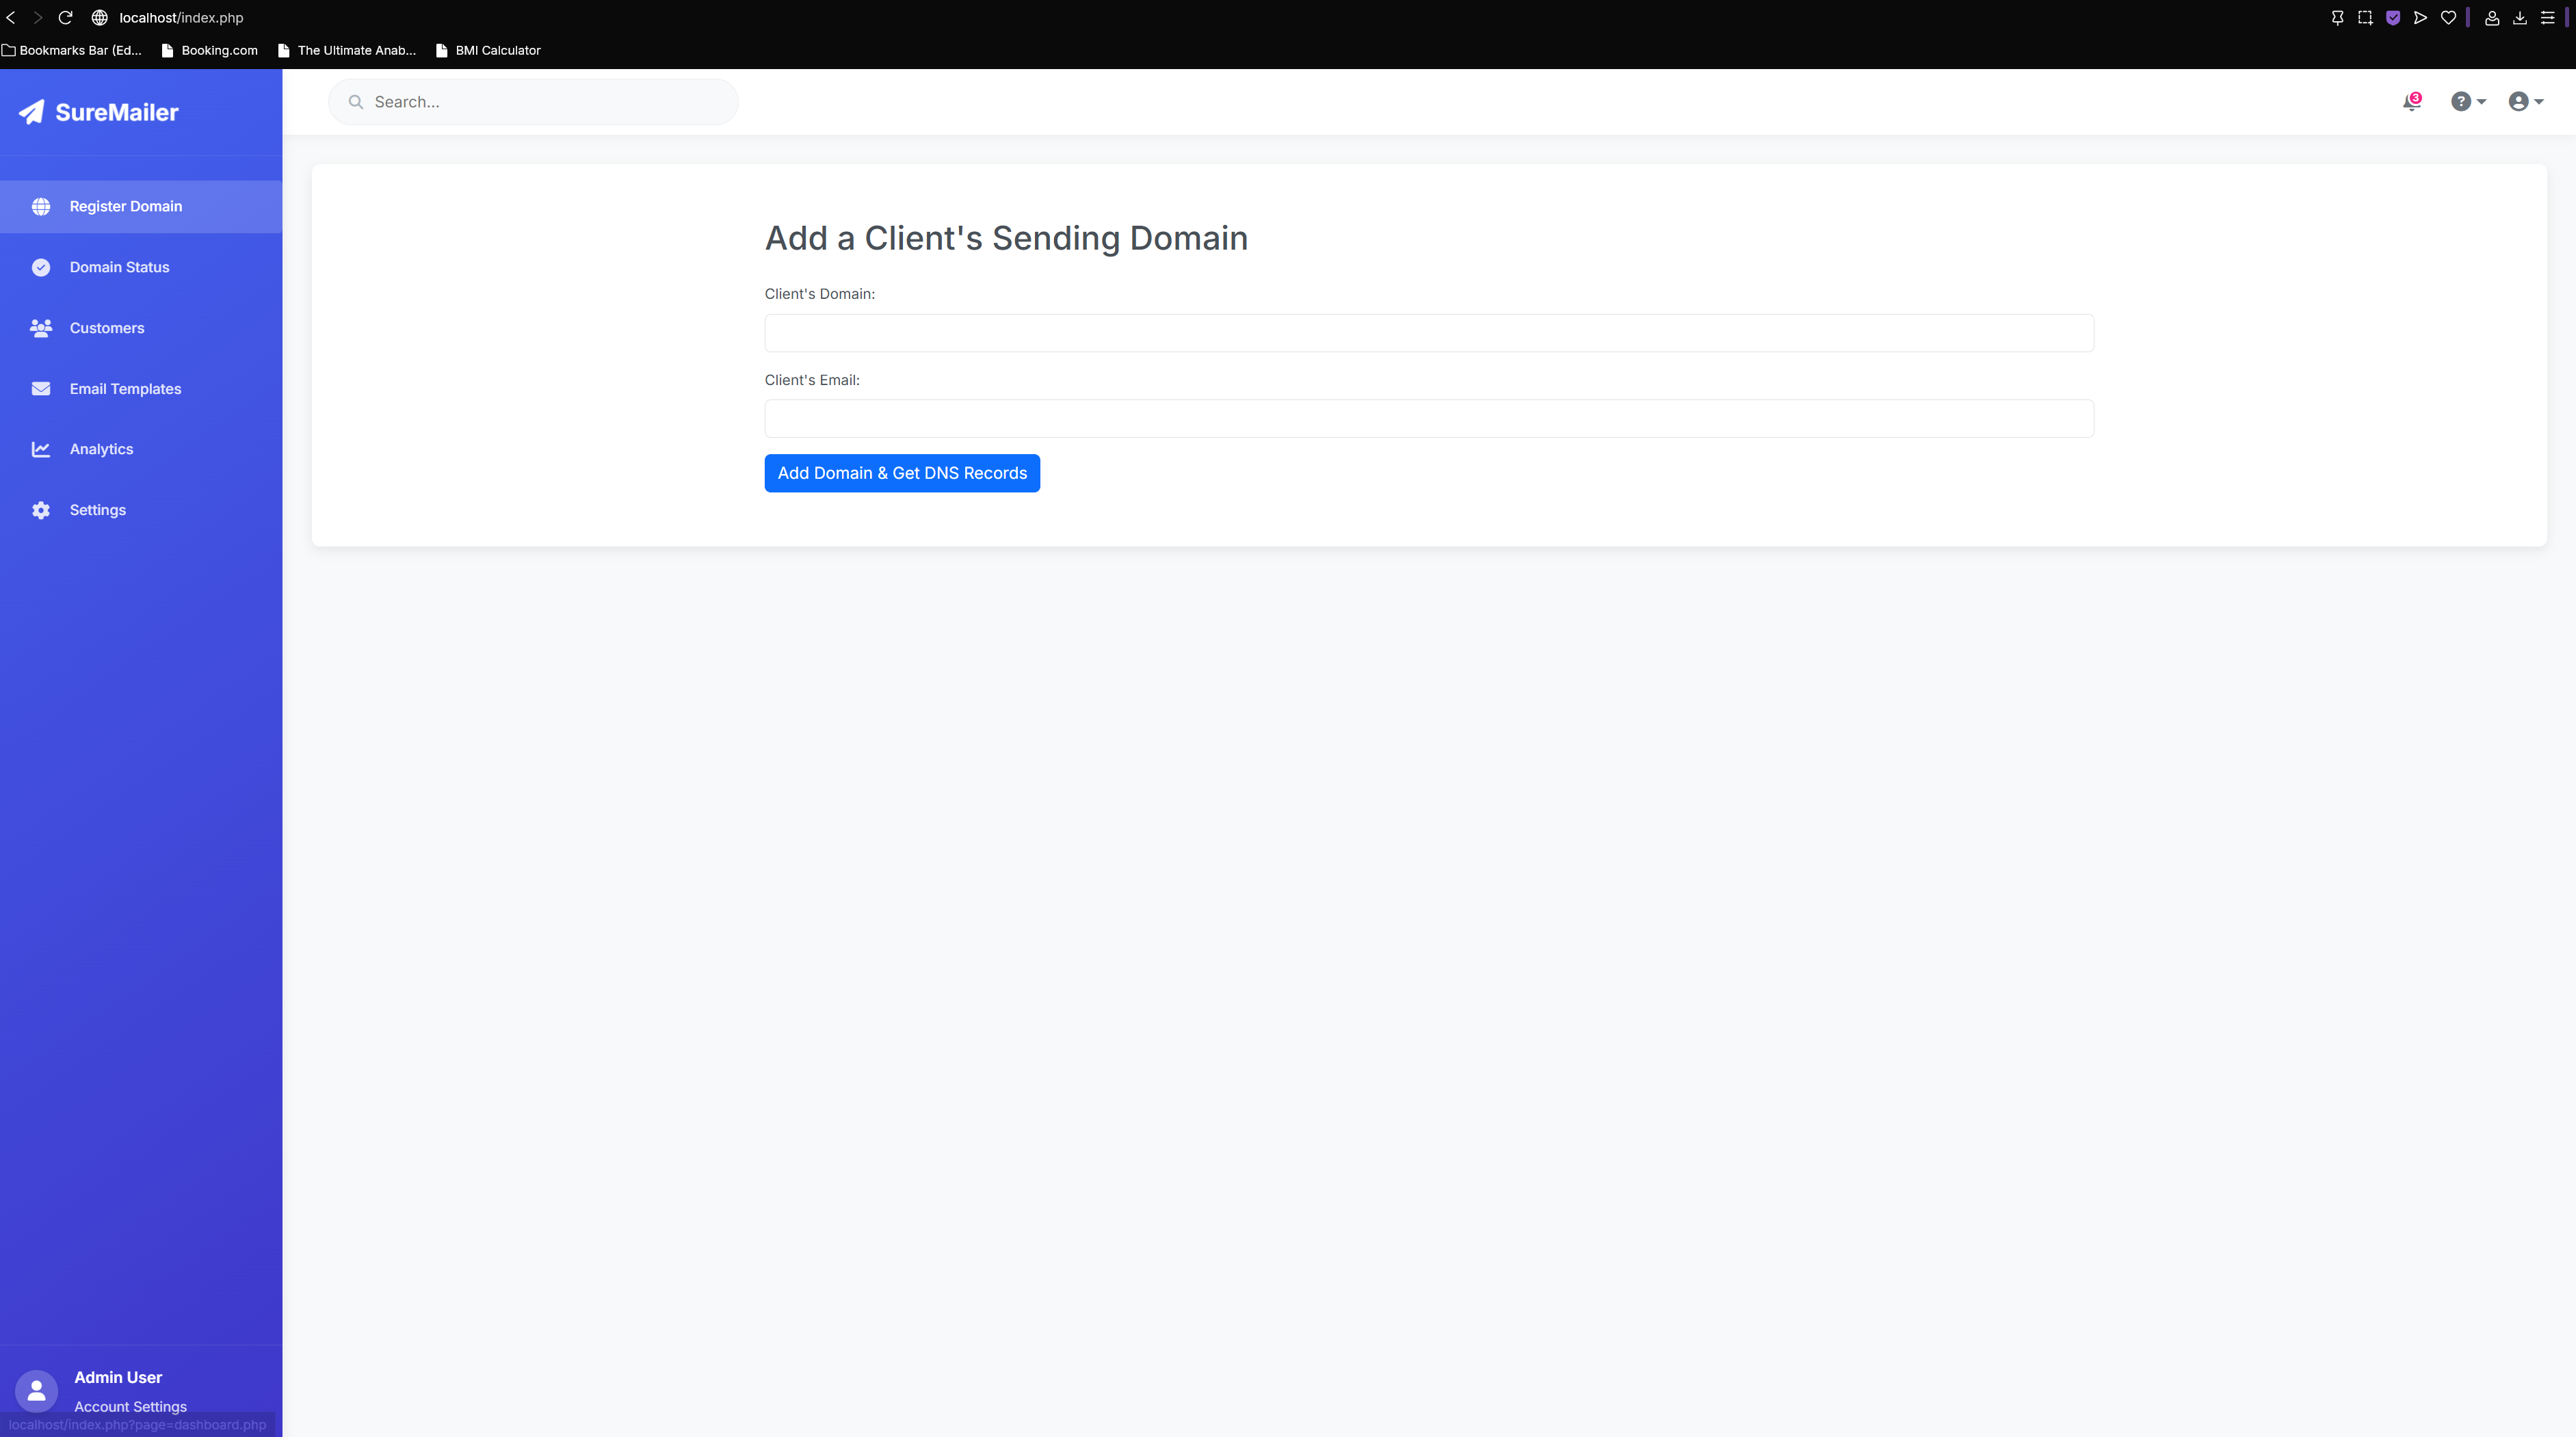 localhost/index.php
Bookmarks Bar (Ed...
Booking.com
The Ultimate Anab...
BMI Calculator
SureMailer
Search...
3
?
Register Domain
Domain Status
Customers
Email Templates
Analytics
Settings
Add a Client's Sending Domain
Client's Domain:
Client's Email:
Add Domain & Get DNS Records
Admin User
Account Settings
localhost/index.php?page=dashboard.php